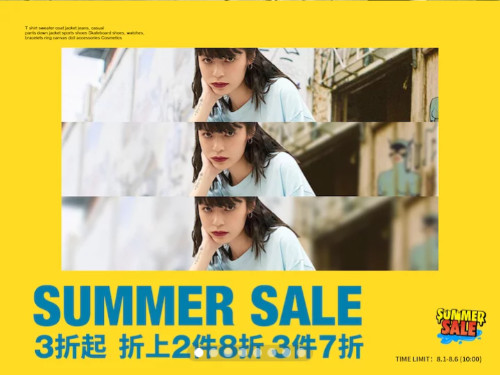 T shirt sweater coat jacket jeans, casual
pants down jacket sports shoes Skateboard shoes, watches,
bracelets ring canvas doll accessories Cosmetics
SUMMER SALE
3折起 折上2件8折 3件7折
SUMMER
SALE
TIME LIMIT: 8.1-8.6 (10:00)